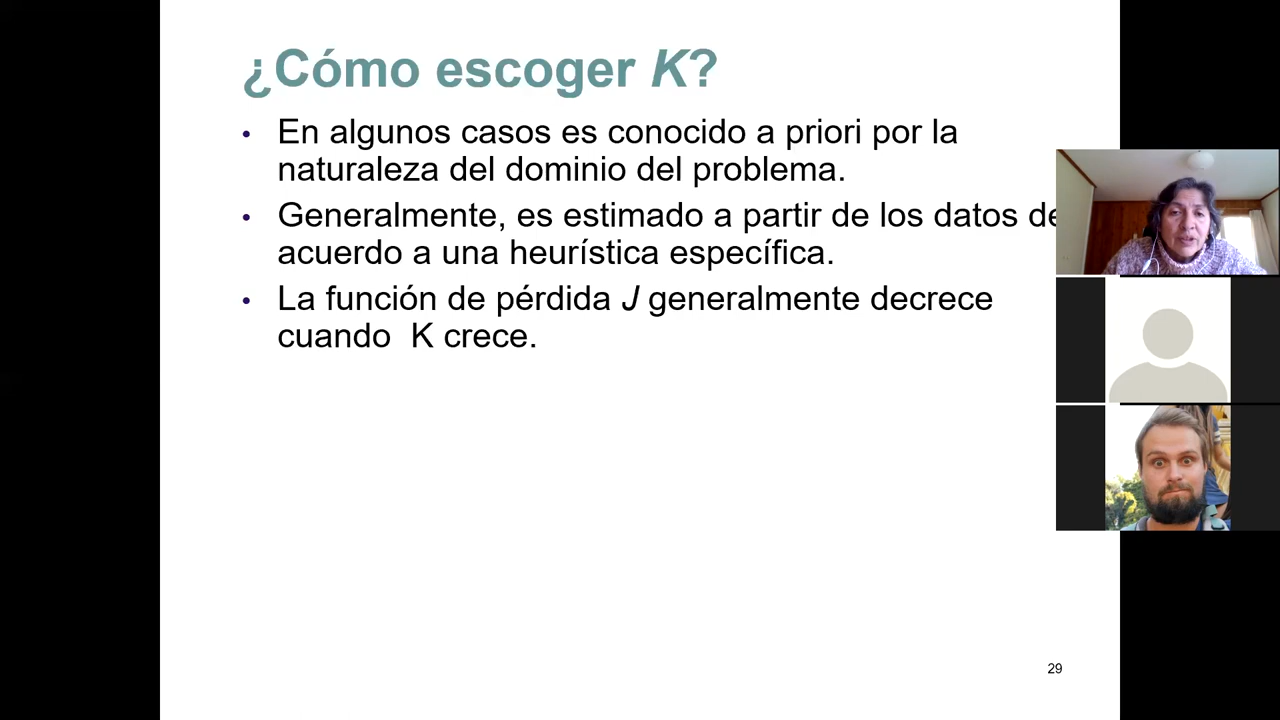 ¿Cómo escoger K?
• En algunos casos es conocido a priori por la
naturaleza del dominio del problema.
• Generalmente, es estimado a partir de los datos de
acuerdo a una heurística específica.
• La función de pérdida J generalmente decrece
cuando K crece.
29